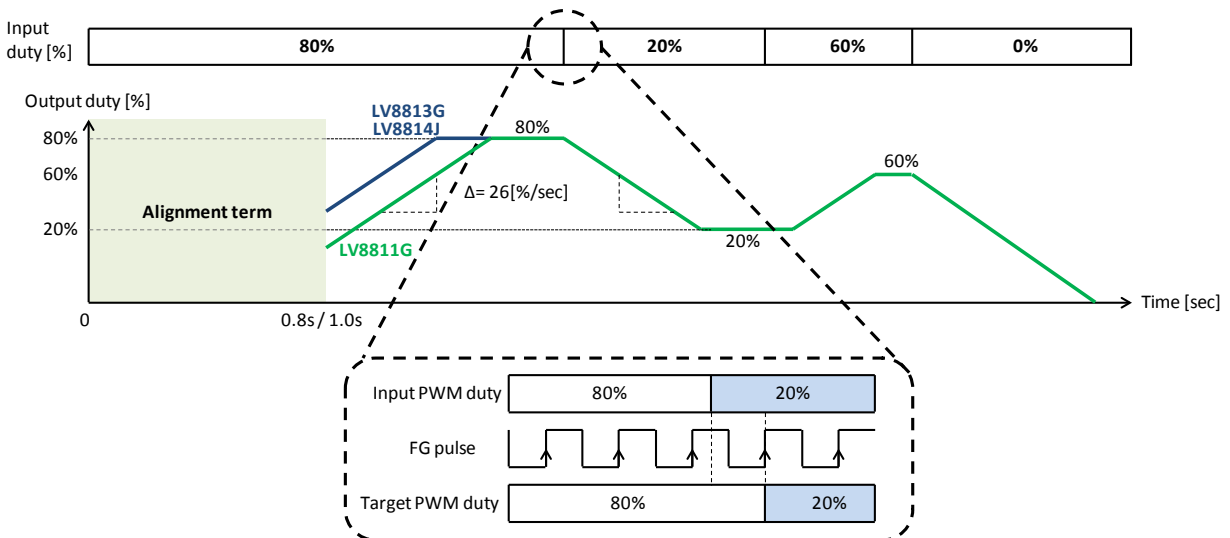 Input
duty [%]
80%
20%
60%
0%
Output duty [%]
80%
60%
20%
LV8813G
LV8814J
80%
60%
Δ= 26[%/sec]
Alignment term
LV8811G
20%
Time [sec]
0
0.8s / 1.0s
Input PWM duty
80%
20%
FG pulse
Target PWM duty
80%
20%